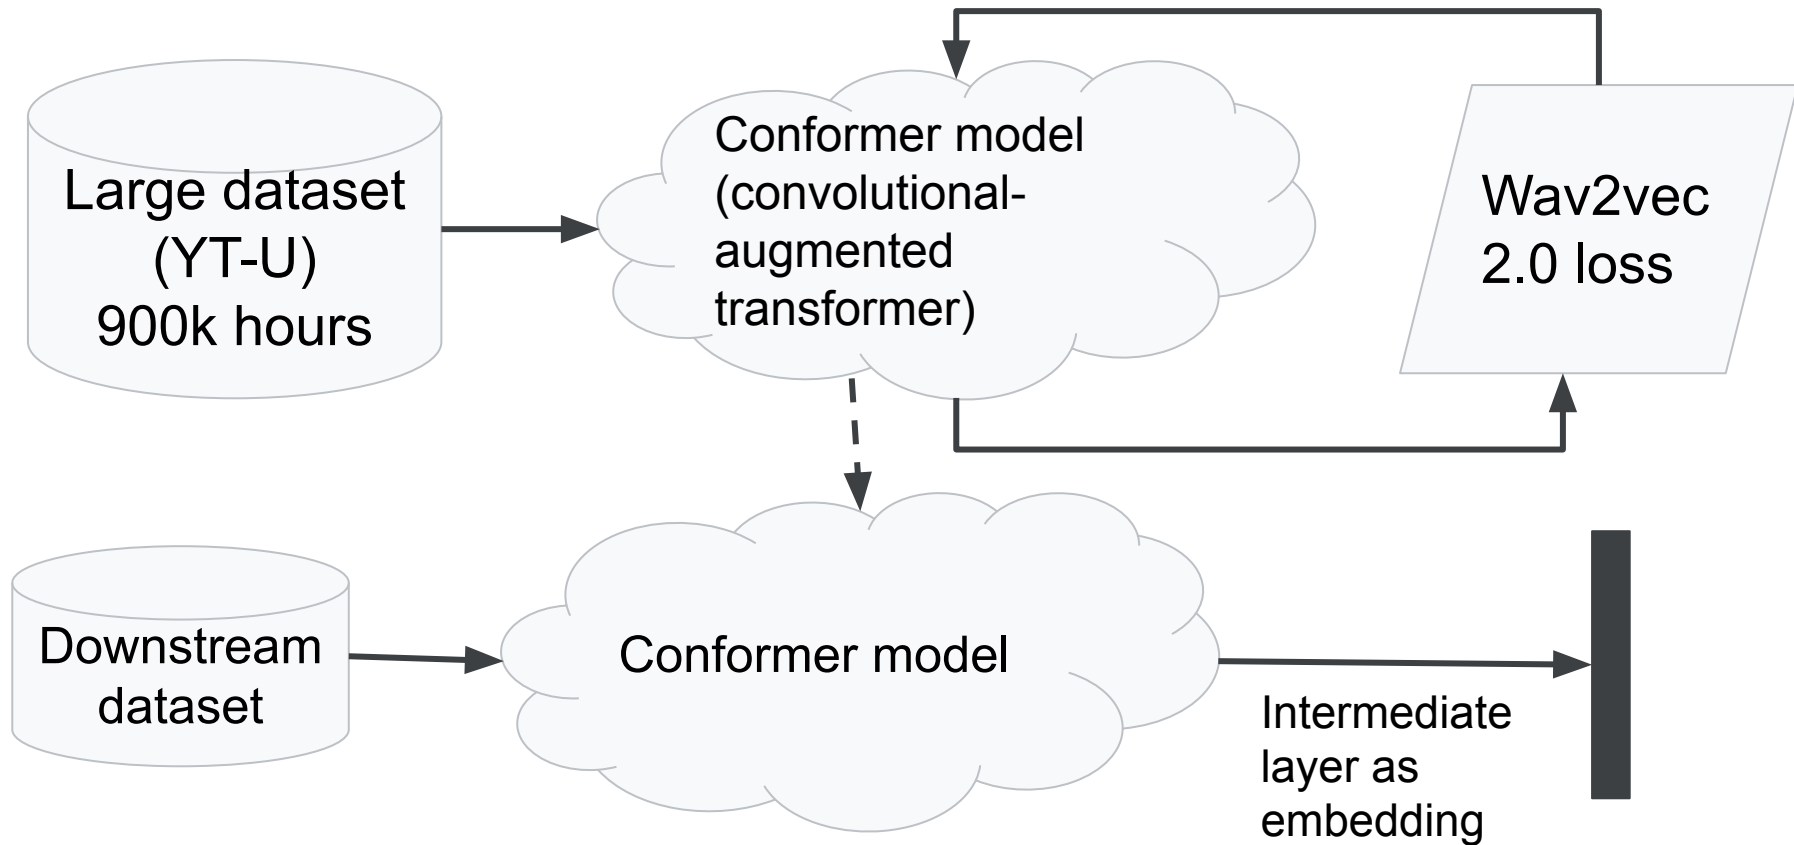 Large dataset
(YT-U)
900k hours
Conformer model
(convolutional-
augmented
transformer)
Wav2vec
2.0 loss
Downstream
dataset
Conformer model
Intermediate
layer as
embedding